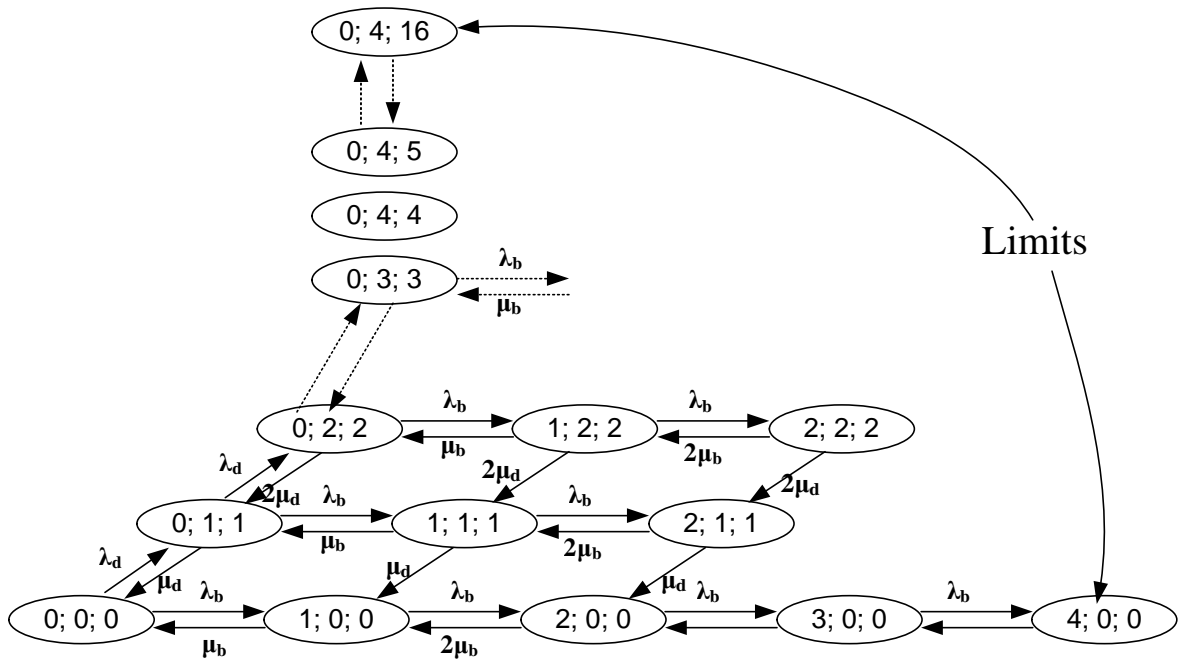 0; 4; 16
0; 4; 5
0; 4; 4
Limits
λb
0; 3; 3
μb
λb
λb
0; 2; 2
1; 2; 2
2; 2; 2
μb
2μb
λd
2μd
2μd
2μd
λb
λb
0; 1; 1
1; 1; 1
2; 1; 1
μb
2μb
λd
μd
μd
μd
λb
λb
λb
λb
0; 0; 0
1; 0; 0
2; 0; 0
3; 0; 0
4; 0; 0
μb
2μb